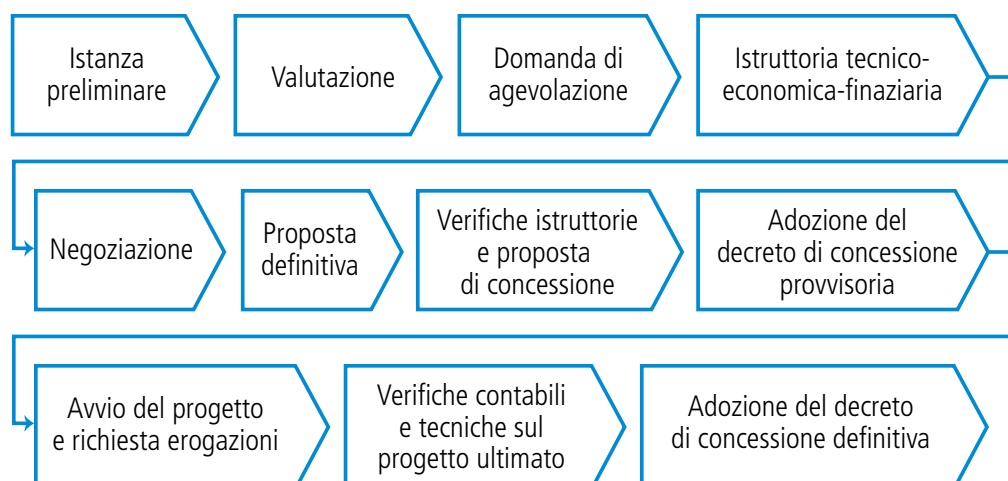 Istanza
preliminare
Valutazione
Domanda di
agevolazione
Istruttoria tecnico-
economica-finaziaria
Negoziazione
Proposta
definitiva
Verifiche istruttorie
e proposta
di concessione
Adozione del
decreto di concessione
provvisoria
Avvio del progetto
e richiesta erogazioni
Verifiche contabili
e tecniche sul
progetto ultimato
Adozione del decreto
di concessione definitiva